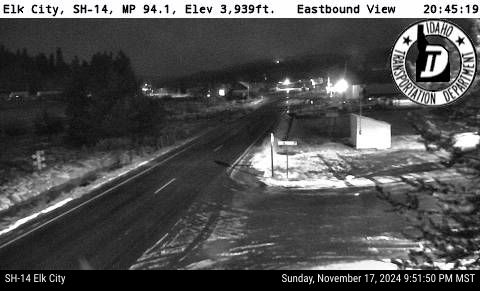 Elk City, SH-14, MP 94.1, Elev 3,939ft. Eastbound View 20:45:19
IDAHO
TRANSPORTATION DEPARTMENT
SH-14 Elk City
Sunday, November 17, 2024 9:51:50 PM MST